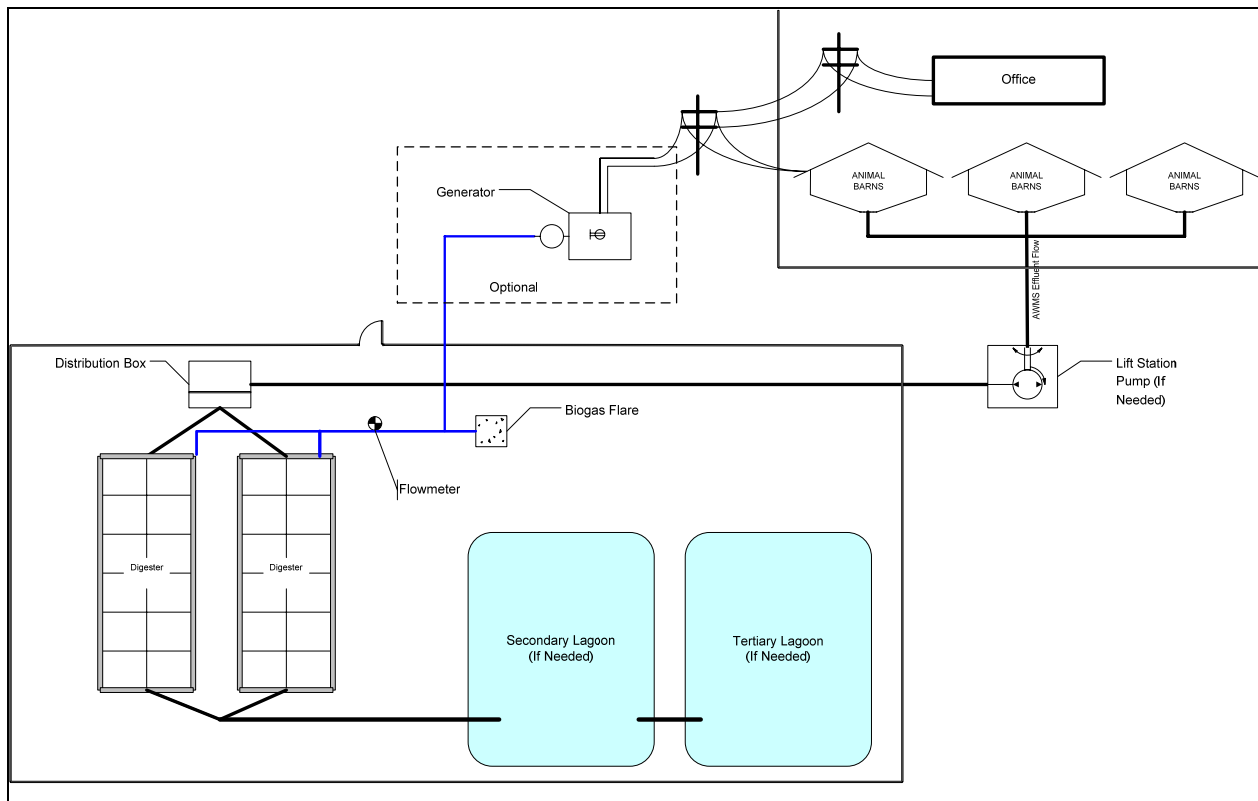 Office
ANIMAL
BARNS
ANIMAL
BARNS
ANIMAL
BARNS
Generator
Optional
AWMS Effluent Flow
Distribution Box
Lift Station
Pump (If
Needed)
Biogas Flare
Flowmeter
Digester
Digester
Secondary Lagoon
(If Needed)
Tertiary Lagoon
(If Needed)